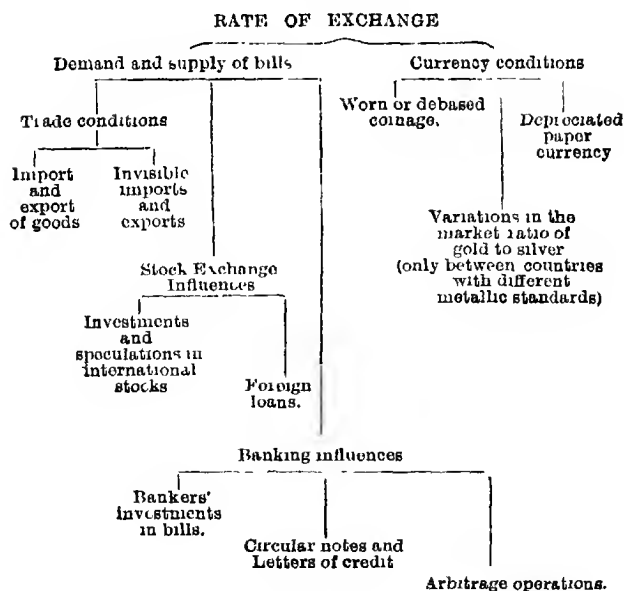 RATE OF EXCHANGE
Demand and supply of bills
Currency conditions
Trade conditions
Import
and
export
of goods
Invisible
imports
and
exports
Stock Exchange
Influences
Investments
and
speculations in
international
stocks
Foreign
loans.
Banking influences
Bankers'
investments
in bills.
Circular notes and
Letters of credit
Arbitrage operations.
Worn or debased
coinage.
Variations in the
market ratio of
gold to silver
(only between countries
with different
metallic standards)
Depreciated
paper
currency